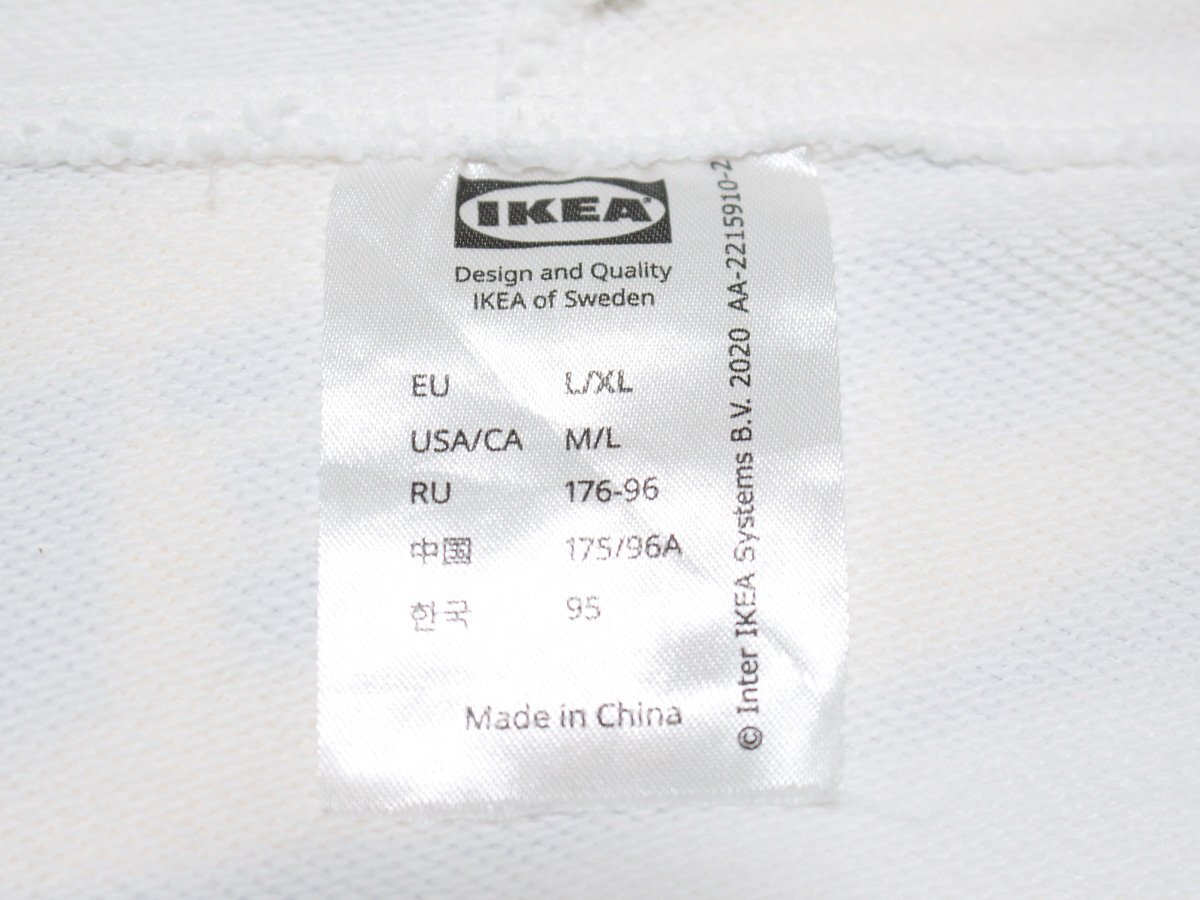 IKEA
Design and Quality
IKEA of Sweden
EU L/XL
USA/CA M/L
RU 176-96
中国 175/96A
한국 95
Made in China
© Inter IKEA Systems B.V. 2020 AA-2215910-2